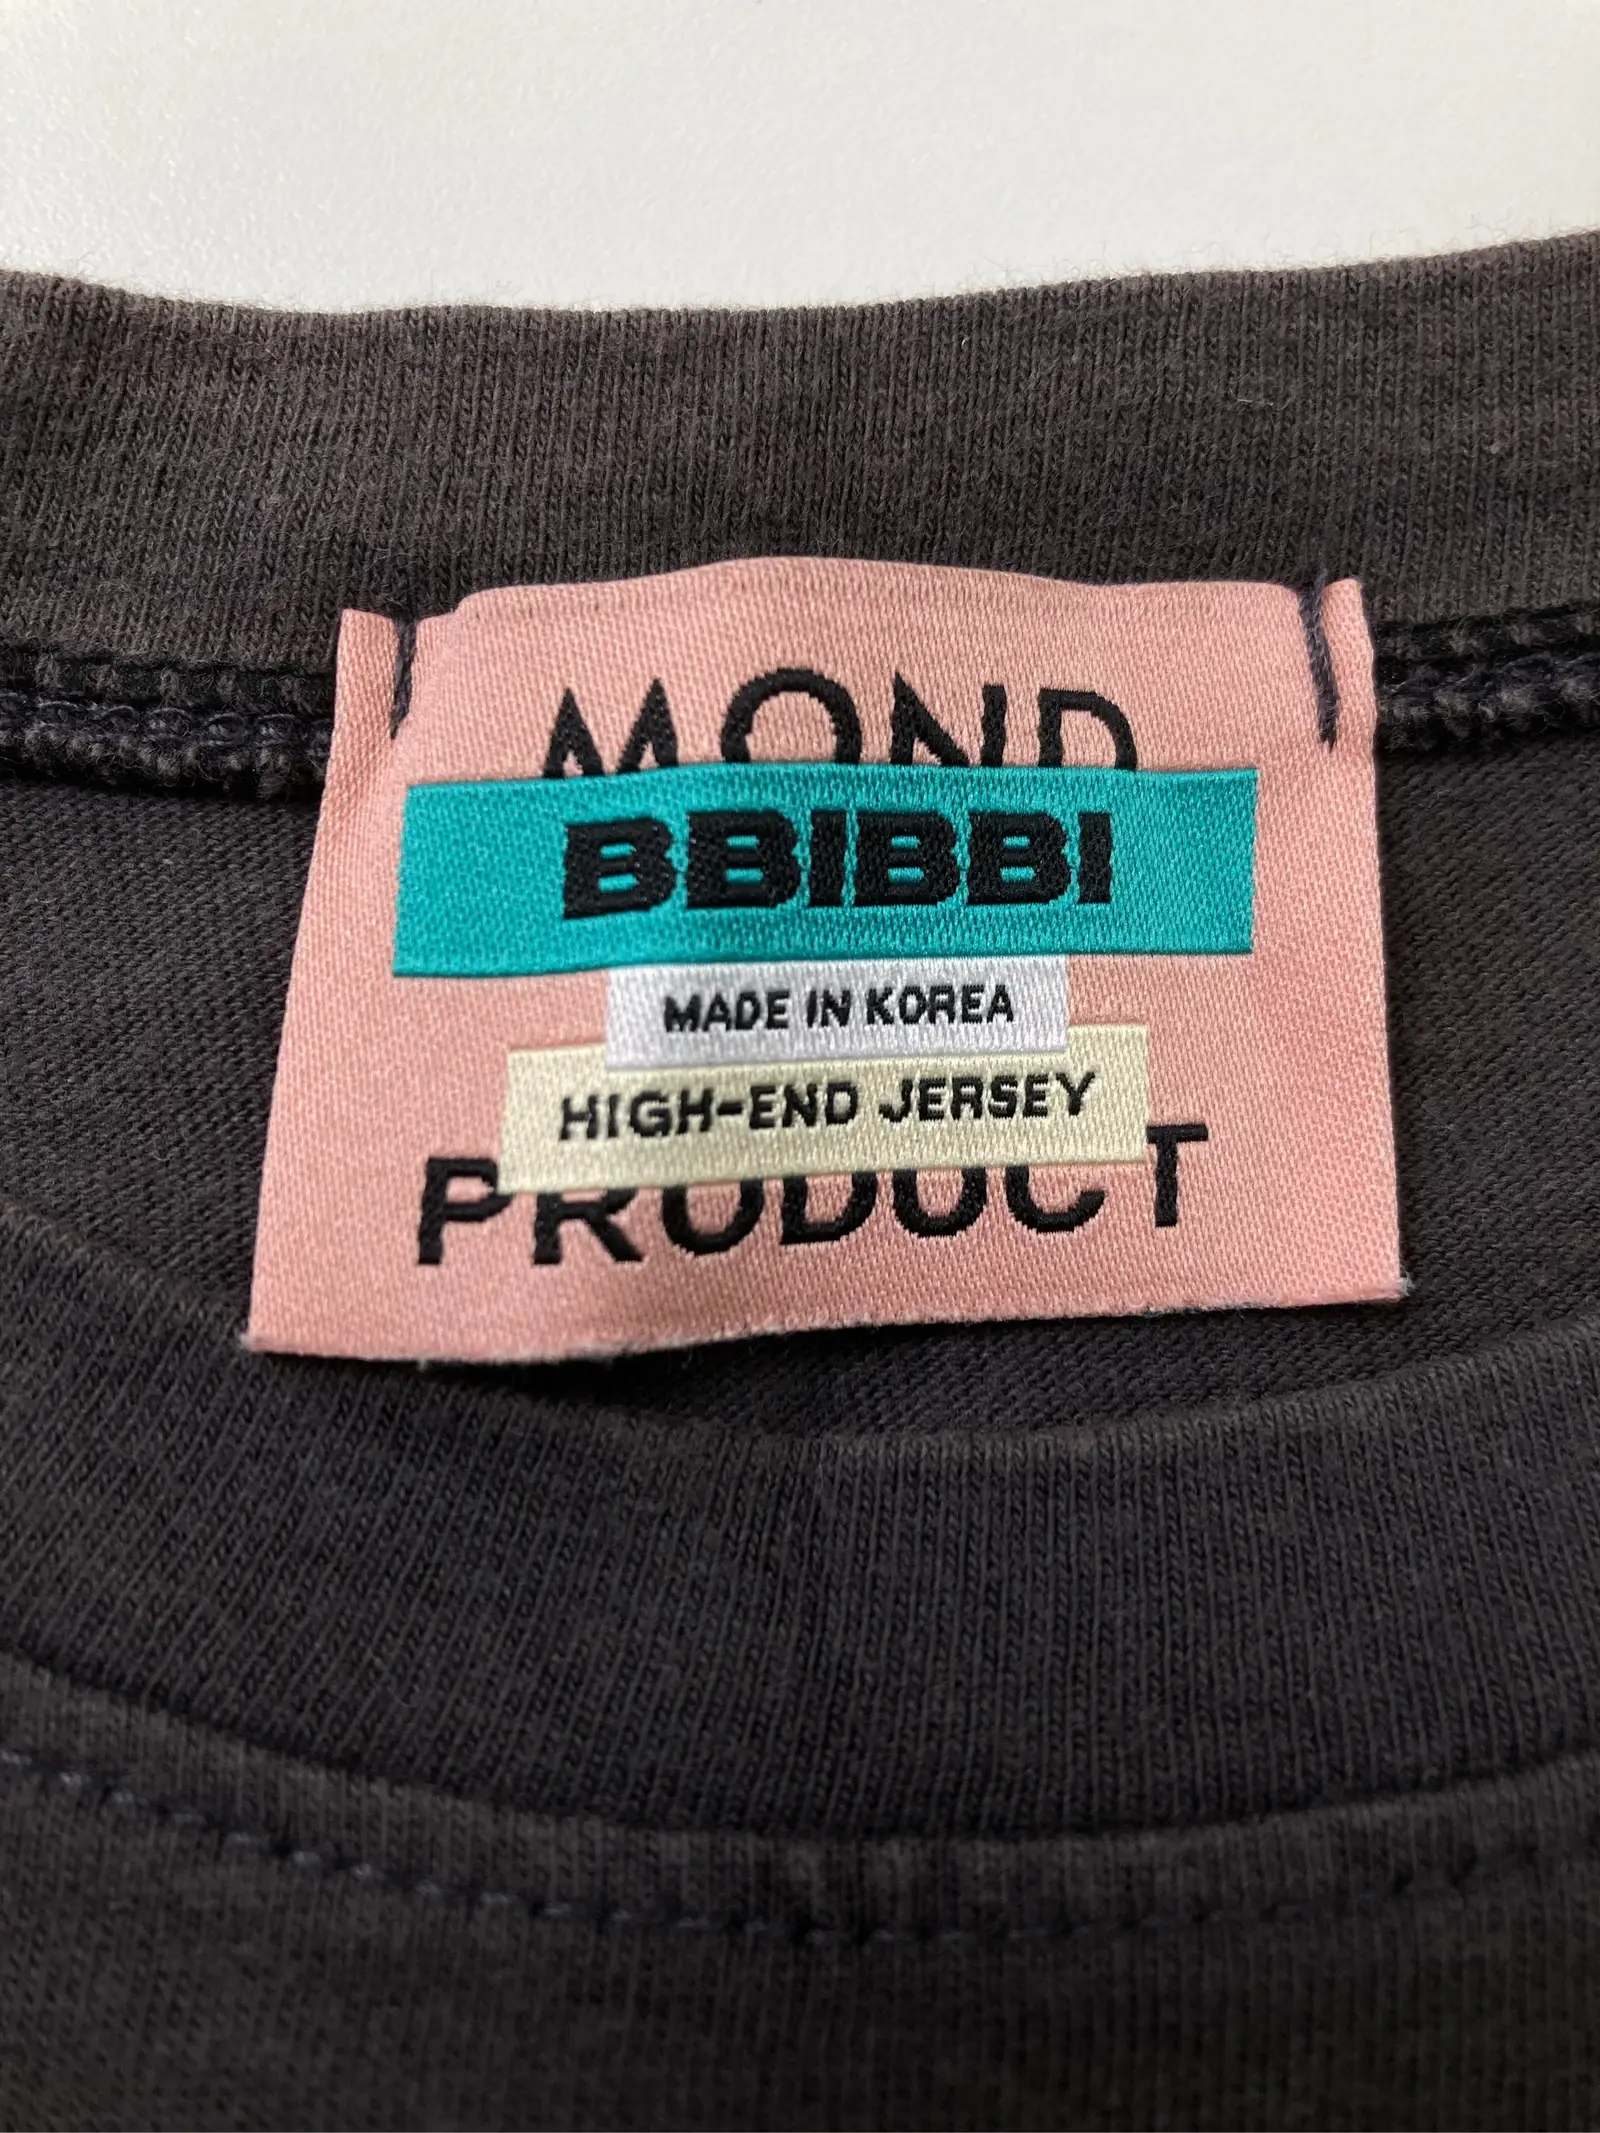 MOND
BBIBBI
MADE IN KOREA
HIGH-END JERSEY
PRODUCT